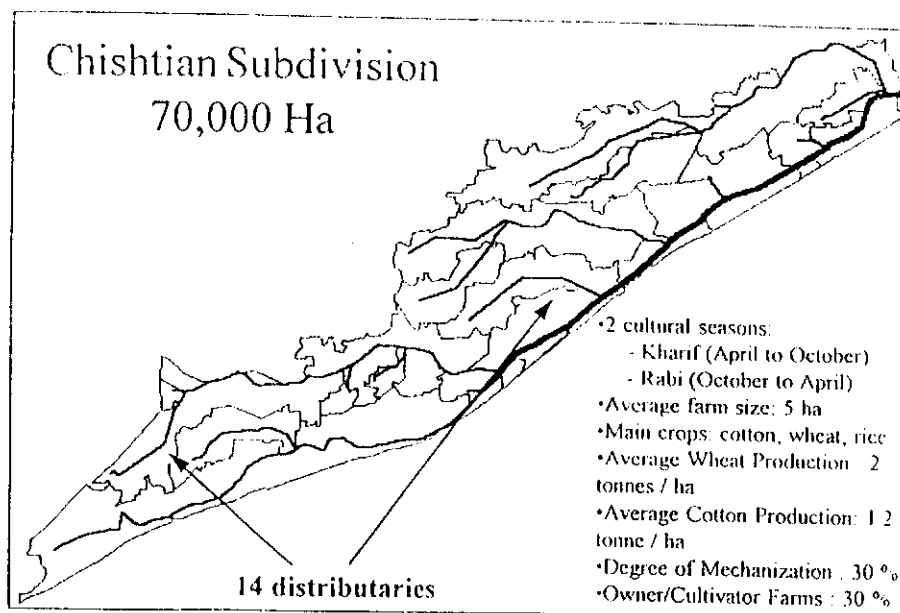 Chishtian Subdivision
70,000 Ha
•2 cultural seasons:
- Kharif (April to October)
- Rabi (October to April)
•Average farm size: 5 ha
•Main crops: cotton, wheat, rice
•Average Wheat Production : 2
tonnes / ha
•Average Cotton Production: 1.2
tonne / ha
•Degree of Mechanization : 30 %
•Owner/Cultivator Farms : 30 %
14 distributaries